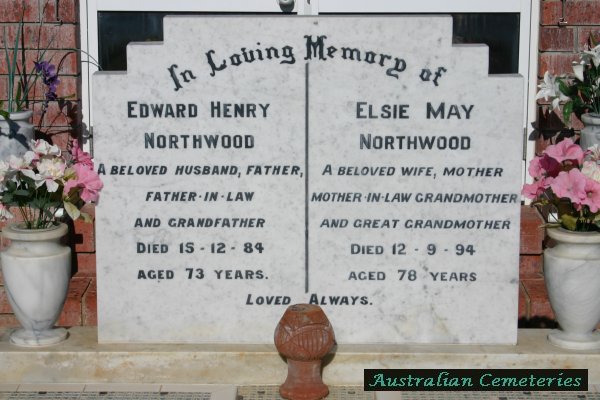 In Loving Memory of
EDWARD HENRY
NORTHWOOD
A BELOVED HUSBAND, FATHER,
FATHER-IN-LAW
AND GRANDFATHER
DIED 15-12-84
AGED 73 YEARS.
ELSIE MAY
NORTHWOOD
A BELOVED WIFE, MOTHER
MOTHER-IN-LAW GRANDMOTHER
AND GREAT GRANDMOTHER
DIED 12-9-94
AGED 78 YEARS
LOVED ALWAYS.
Australian Cemeteries